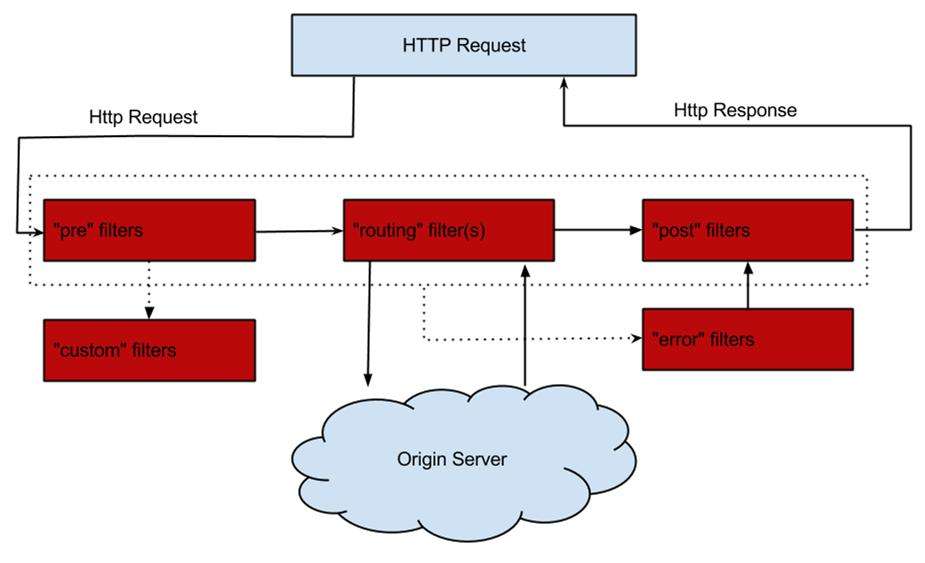 HTTP Request
Http Request
Http Response
"pre" filters
"routing" filter(s)
"post" filters
"custom" filters
"error" filters
Origin Server